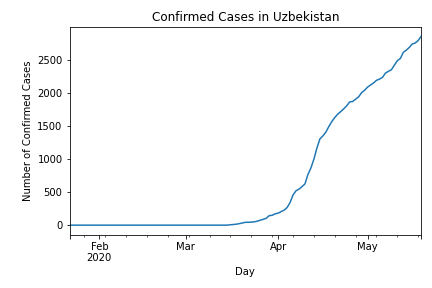 Confirmed Cases in Uzbekistan
Number of Confirmed Cases
2500
2000
1500
1000
500
0
Feb
2020
Mar
Apr
May
Day